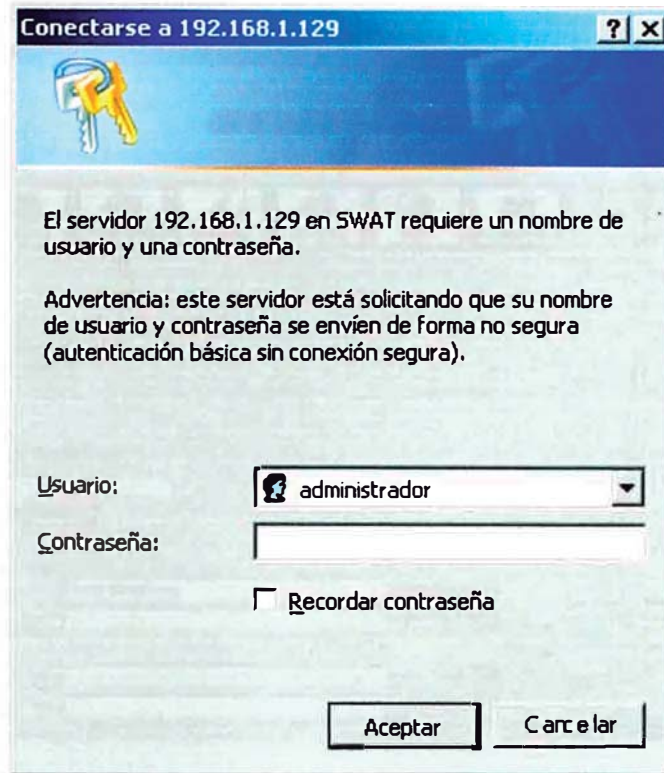 Conectarse a 192.168.1.129
El servidor 192.168.1.129 en SWAT requiere un nombre de
usuario y una contraseña.
Advertencia: este servidor está solicitando que su nombre
de usuario y contraseña se envíen de forma no segura
(autenticación básica sin conexión segura).
Usuario:
administrador
Contraseña:
Recordar contraseña
Aceptar
Cancelar